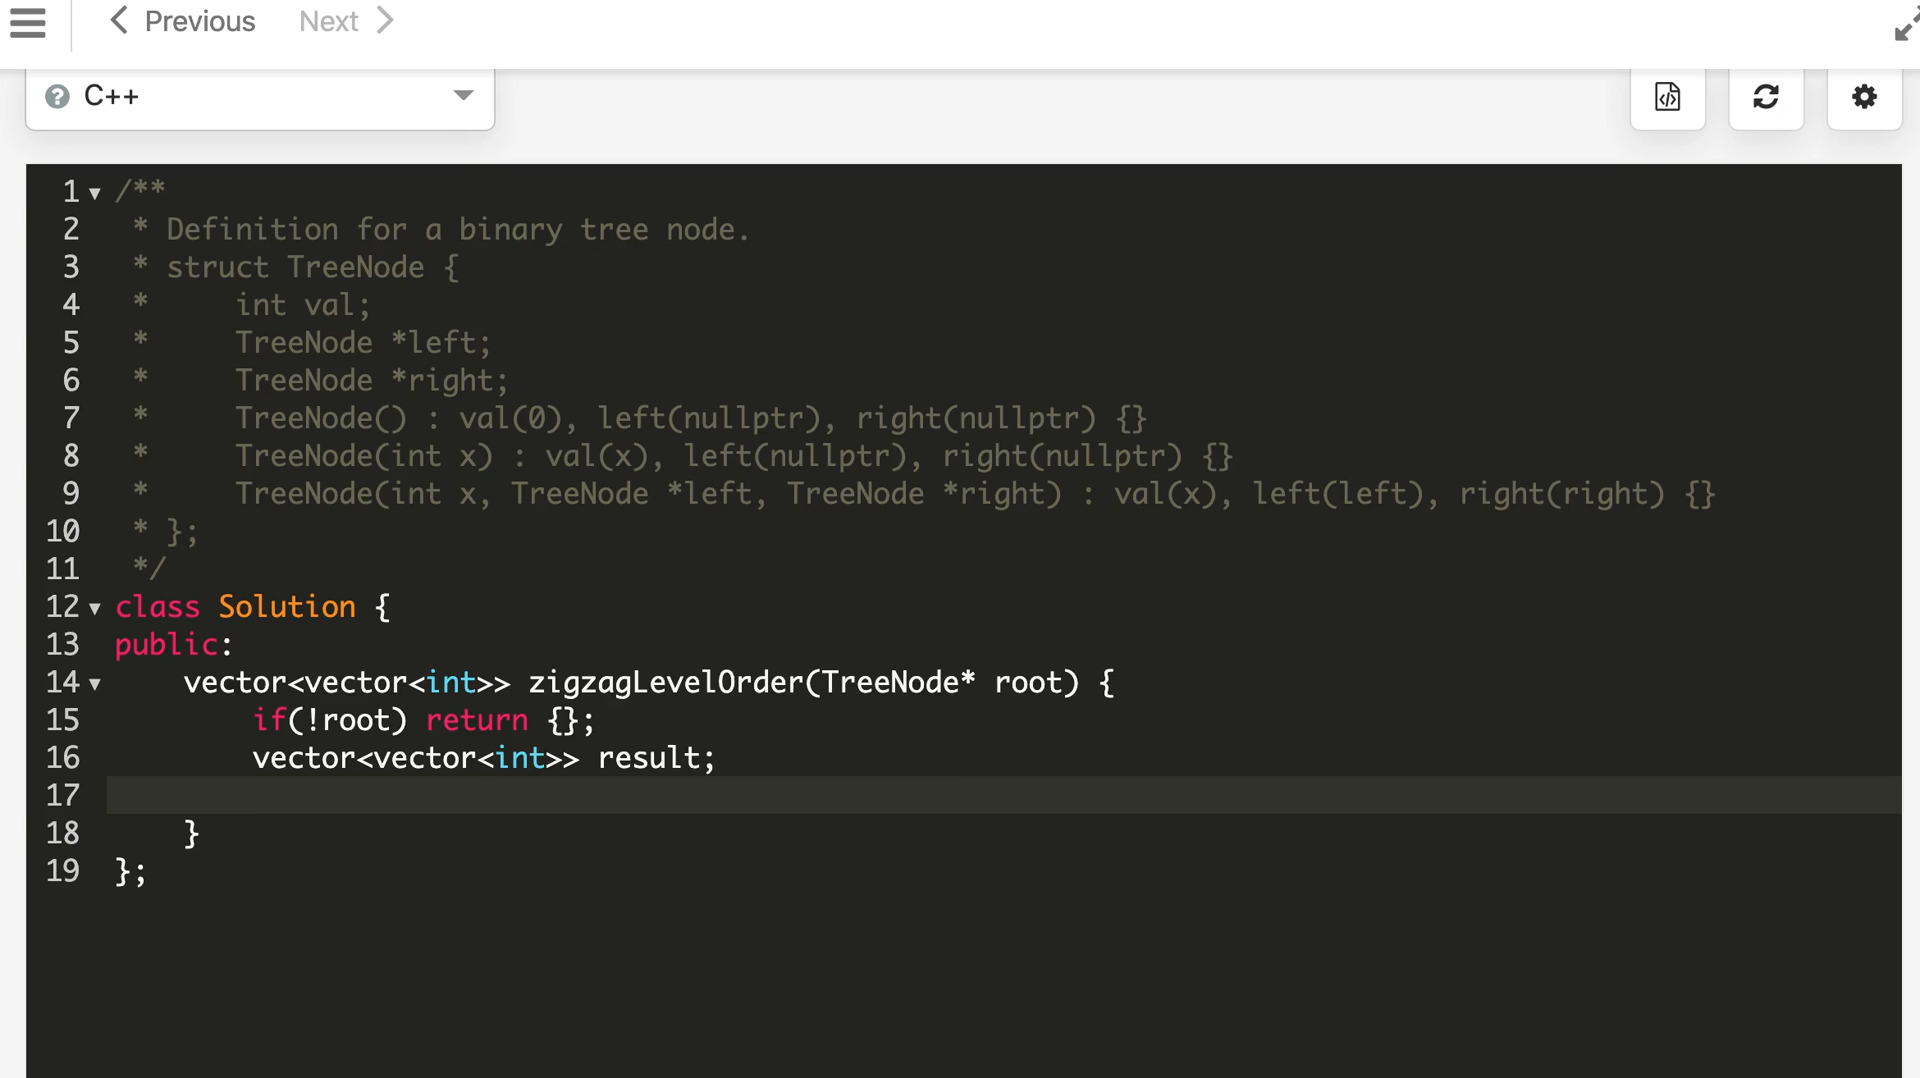 Previous Next
C++
1 /**
2  * Definition for a binary tree node.
3  * struct TreeNode {
4  *     int val;
5  *     TreeNode *left;
6  *     TreeNode *right;
7  *     TreeNode() : val(0), left(nullptr), right(nullptr) {}
8  *     TreeNode(int x) : val(x), left(nullptr), right(nullptr) {}
9  *     TreeNode(int x, TreeNode *left, TreeNode *right) : val(x), left(left), right(right) {}
10  * };
11  */
12 class Solution {
13 public:
14     vector<vector<int>> zigzagLevelOrder(TreeNode* root) {
15         if(!root) return {};
16         vector<vector<int>> result;
17
18     }
19 };